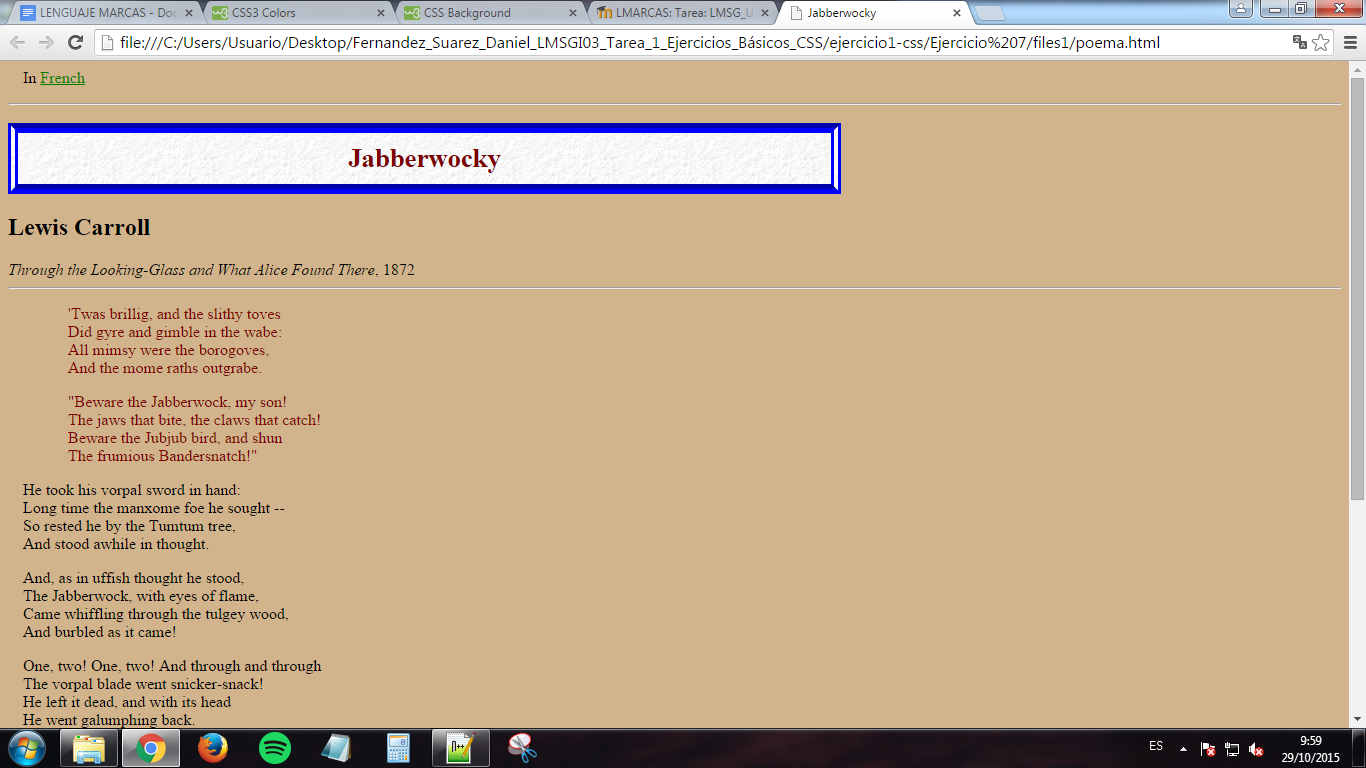 LENGUAJE MARCAS - Doc
CSS3 Colors
CSS Background
LMARCAS: Tarea: LMSG_U
Jabberwocky
file:///C:/Users/Usuario/Desktop/Fernandez_Suarez_Daniel_LMSGI03_Tarea_1_Ejercicios_Básicos_CSS/ejercicio1-css/Ejercicio%207/files1/poema.html
In French
Jabberwocky
Lewis Carroll
Through the Looking-Glass and What Alice Found There, 1872
'Twas brillig, and the slithy toves
Did gyre and gimble in the wabe:
All mimsy were the borogoves,
And the mome raths outgrabe.
"Beware the Jabberwock, my son!
The jaws that bite, the claws that catch!
Beware the Jubjub bird, and shun
The frumious Bandersnatch!"
He took his vorpal sword in hand:
Long time the manxome foe he sought --
So rested he by the Tumtum tree,
And stood awhile in thought.
And, as in uffish thought he stood,
The Jabberwock, with eyes of flame,
Came whiffling through the tulgey wood,
And burbled as it came!
One, two! One, two! And through and through
The vorpal blade went snicker-snack!
He left it dead, and with its head
He went galumphing back.
ES
9:59
29/10/2015